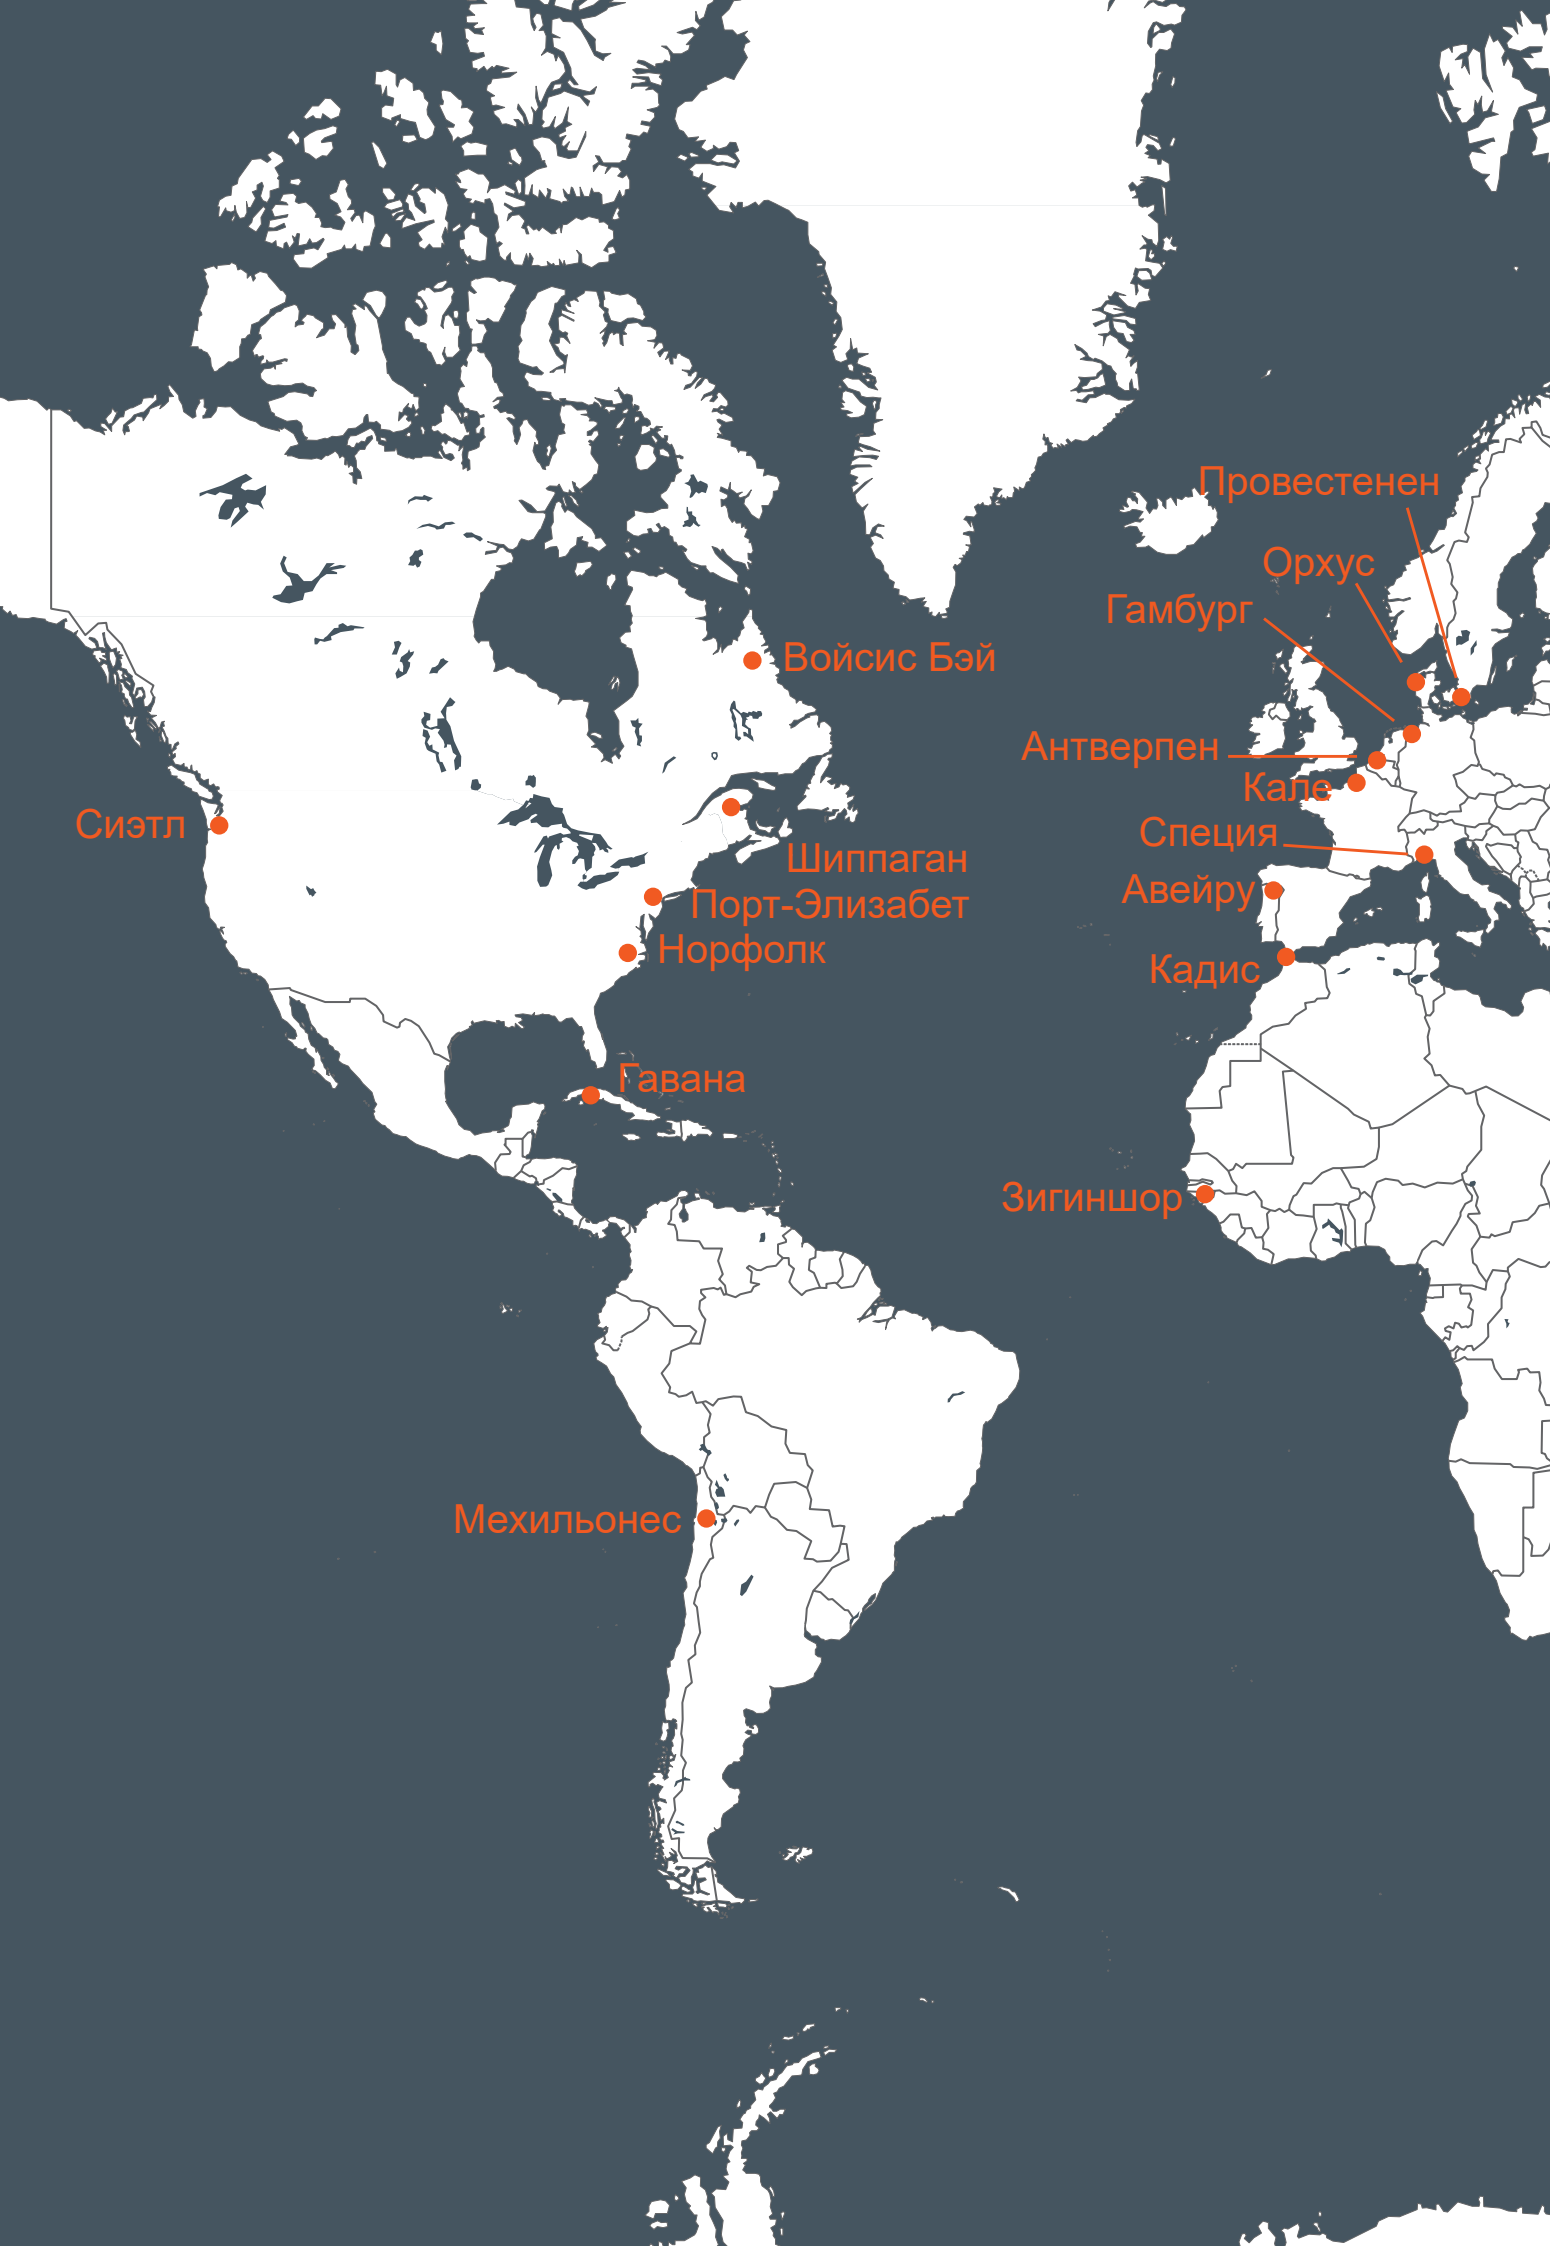 Провестенен
Орхус
Гамбург
Войсис Бэй
Антверпен
Кале
Сиэтл
Специя
Шиппаган
Авейру
Порт-Элизабет
Норфолк
Кадис
Гавана
Зигиншор
Мехильонес